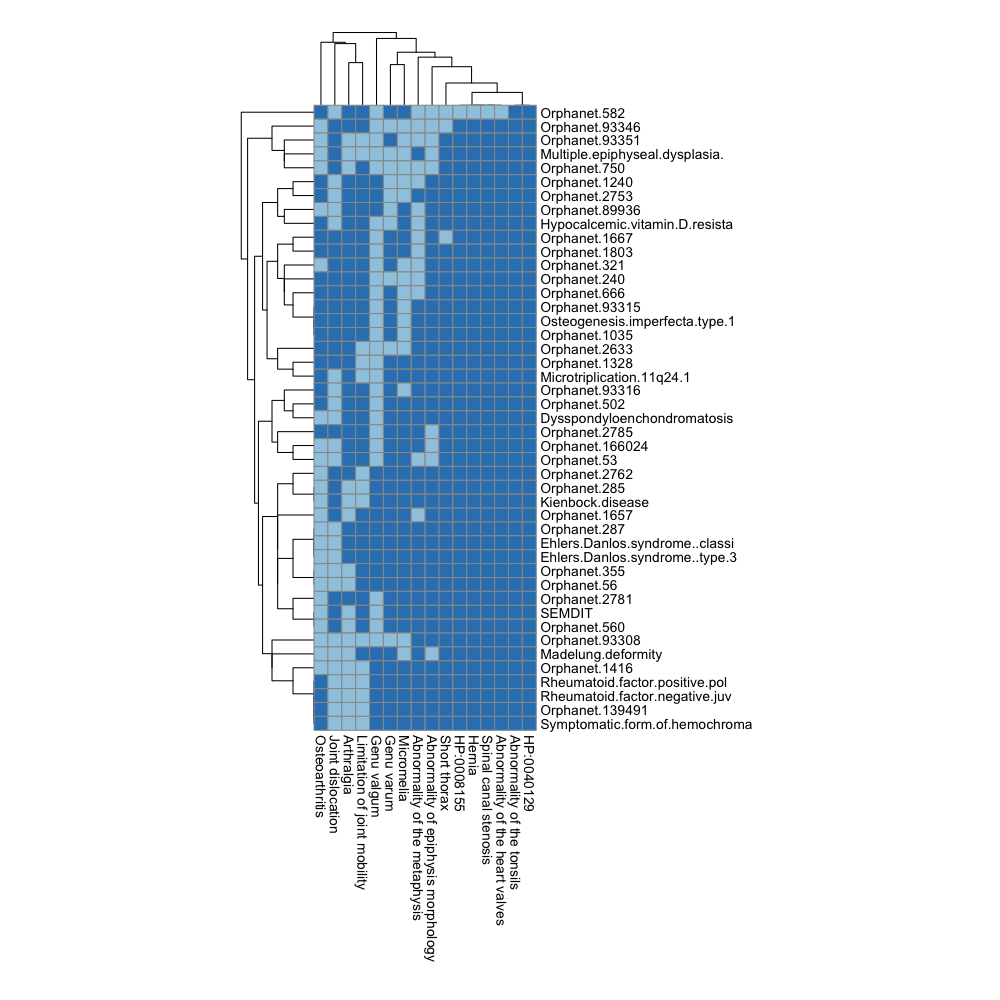 Orphanet.582
Orphanet.93346
Orphanet.93351
Multiple.epiphyseal.dysplasia.
Orphanet.750
Orphanet.1240
Orphanet.2753
Orphanet.89936
Hypocalcemic.vitamin.D.resista
Orphanet.1667
Orphanet.1803
Orphanet.321
Orphanet.240
Orphanet.666
Orphanet.93315
Osteogenesis.imperfecta.type.1
Orphanet.1035
Orphanet.2633
Orphanet.1328
Microtriplication.11q24.1
Orphanet.93316
Orphanet.502
Dysspondyloenchondromatosis
Orphanet.2785
Orphanet.166024
Orphanet.53
Orphanet.2762
Orphanet.285
Kienbock.disease
Orphanet.1657
Orphanet.287
Ehlers.Danlos.syndrome..classi
Ehlers.Danlos.syndrome..type.3
Orphanet.355
Orphanet.56
Orphanet.2781
SEMDIT
Orphanet.560
Orphanet.93308
Madelung.deformity
Orphanet.1416
Rheumatoid.factor.positive.pol
Rheumatoid.factor.negative.juv
Orphanet.139491
Symptomatic.form.of.hemochroma
Osteoarthritis
Joint dislocation
Arthralgia
Limitation of joint mobility
Genu valgum
Genu varum
Micromelia
Abnormality of the metaphysis
Abnormality of epiphysis morphology
Short thorax
HP:0008155
Hernia
Spinal canal stenosis
Abnormality of the heart valves
Abnormality of the tonsils
HP:0040129